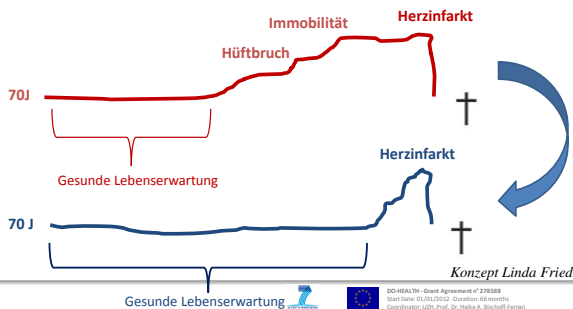 Herzinfarkt
Immobilität
Hüftbruch
70J
Gesunde Lebenserwartung
Herzinfarkt
70 J
Konzept Linda Fried
Gesunde Lebenserwartung
DO-HEALTH - Grant Agreement n° 278588
Start Date: 01/01/2012 - Duration: 66 months
Coordinator: UZH, Prof. Dr. Heike A. Bischoff-Ferrari